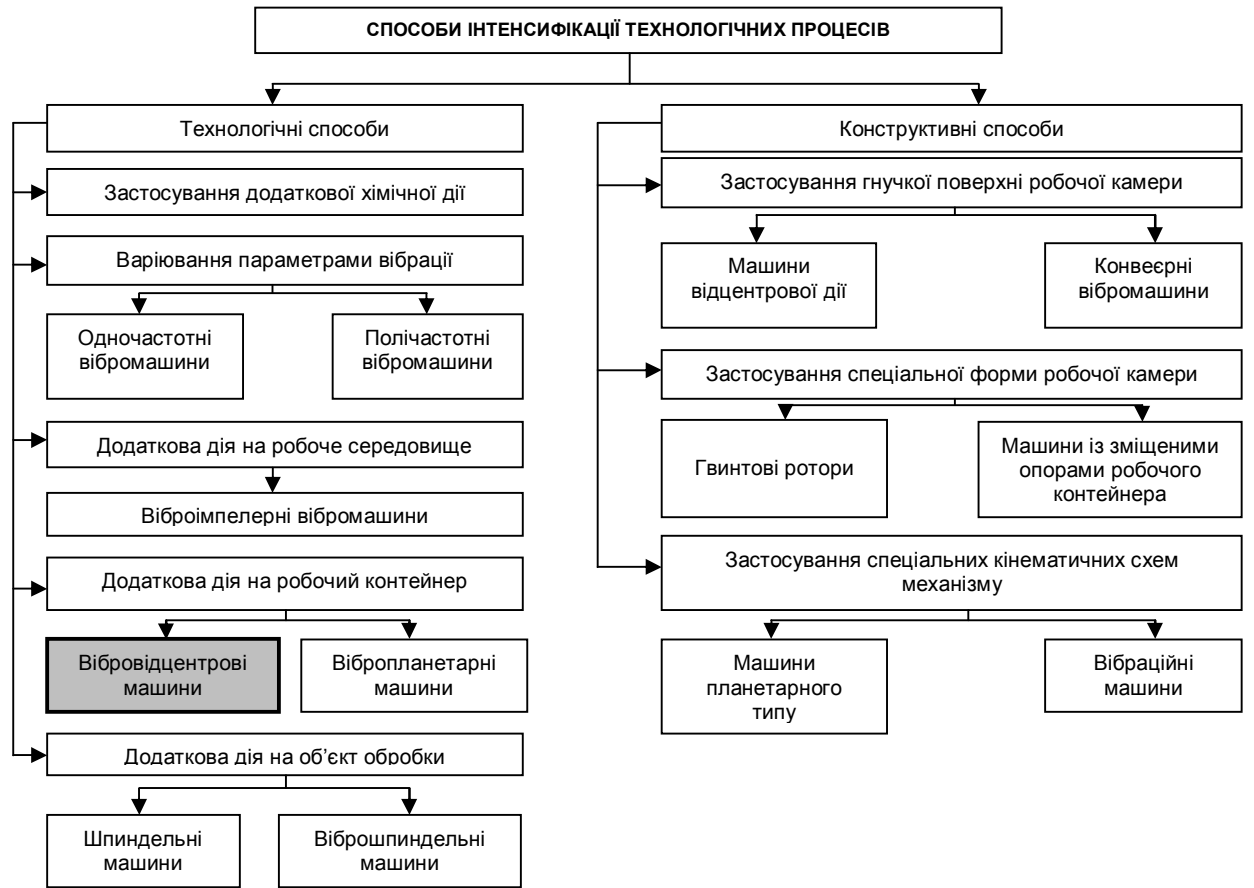 СПОСОБИ ІНТЕНСИФІКАЦІЇ ТЕХНОЛОГІЧНИХ ПРОЦЕСІВ
Технологічні способи
Застосування додаткової хімічної дії
Варіювання параметрами вібрації
Одночастотні
вібромашини
Полічастотні
вібромашини
Додаткова дія на робоче середовище
Віброімпелерні вібромашини
Додаткова дія на робочий контейнер
Вібровідцентрові
машини
Вібропланетарні
машини
Додаткова дія на об’єкт обробки
Шпиндельні
машини
Віброшпиндельні
машини
Конструктивні способи
Застосування гнучкої поверхні робочої камери
Машини
відцентрової дії
Конвеєрні
вібромашини
Застосування спеціальної форми робочої камери
Гвинтові ротори
Машини із зміщеними
опорами робочого
контейнера
Застосування спеціальних кінематичних схем
механізму
Машини
планетарного
типу
Вібраційні
машини